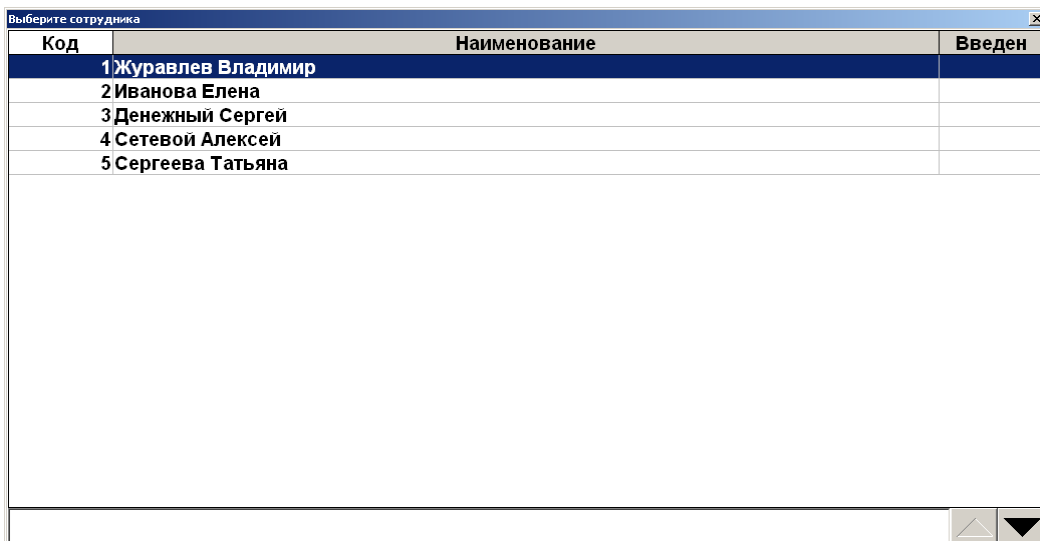 Выберите сотрудника
Код Наименование Введен
1 Журавлев Владимир
2 Иванова Елена
3 Денежный Сергей
4 Сетевой Алексей
5 Сергеева Татьяна